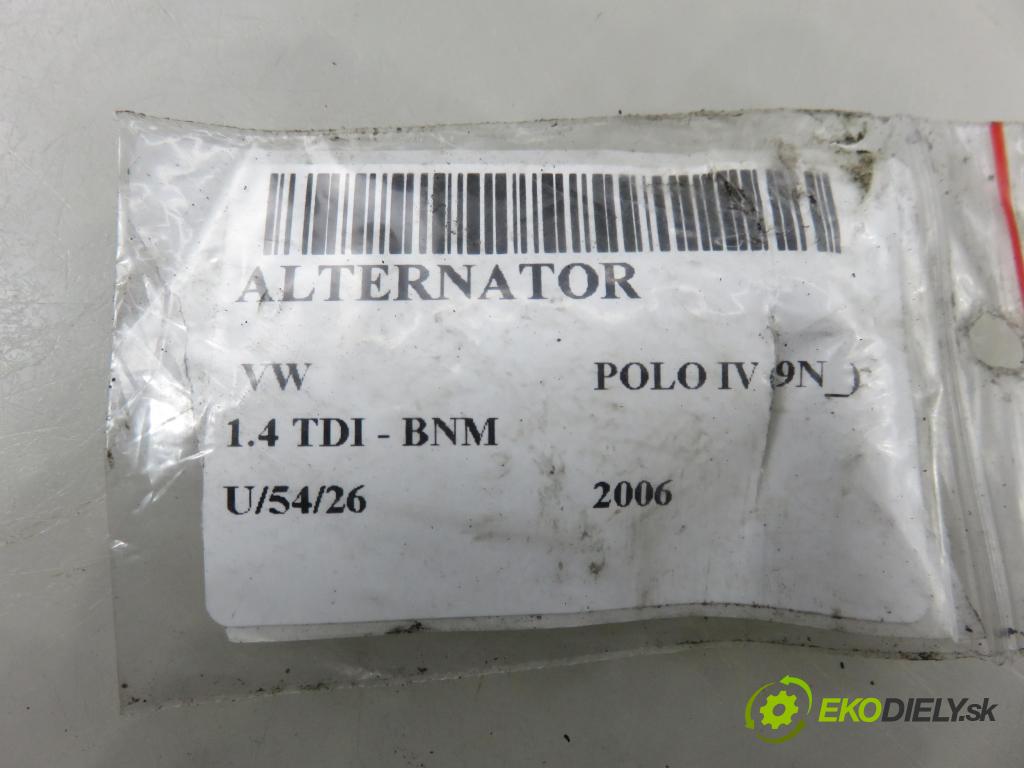 ALTERNATOR
VW POLO IV (9N_)
1.4 TDI - BNM
U/54/26 2006
EKODIELY.sk